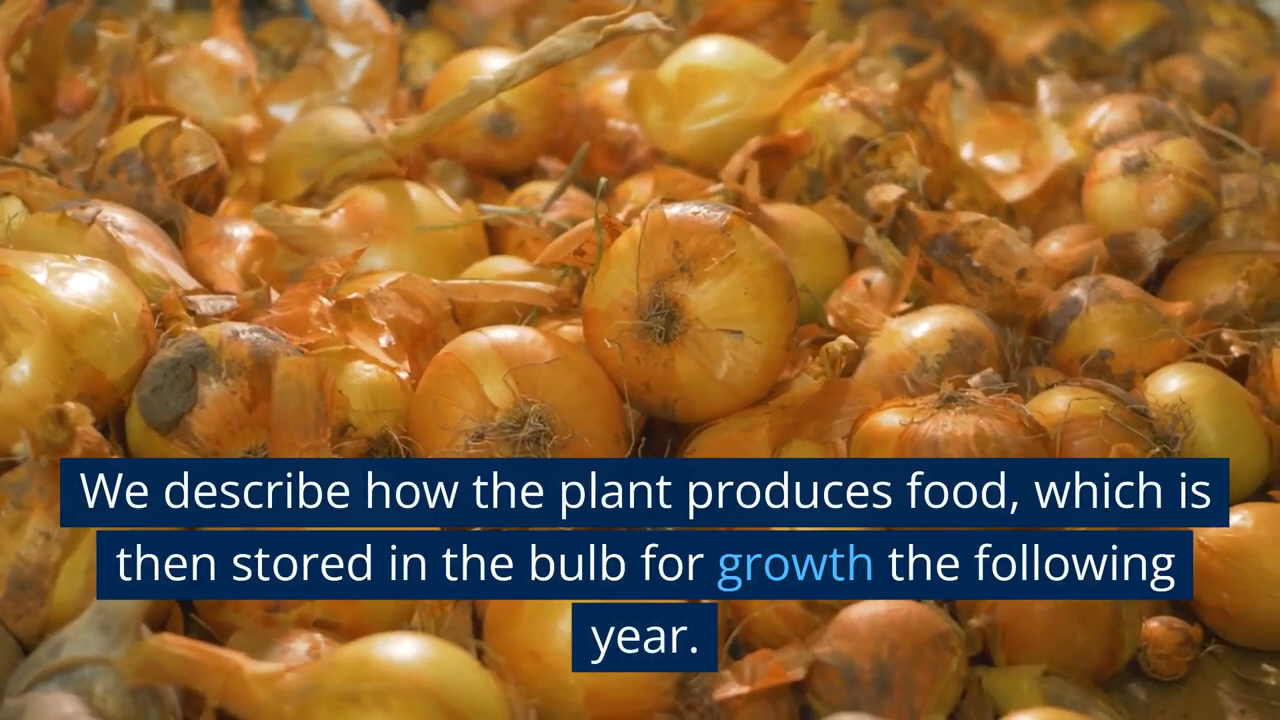 We describe how the plant produces food, which is
then stored in the bulb for growth the following
year.